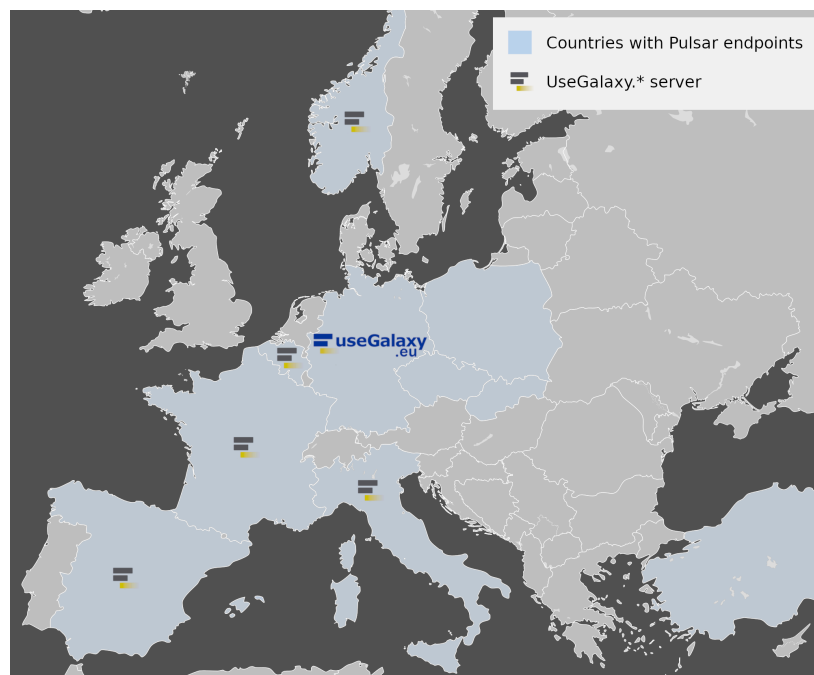 Countries with Pulsar endpoints
UseGalaxy.* server
useGalaxy
.eu